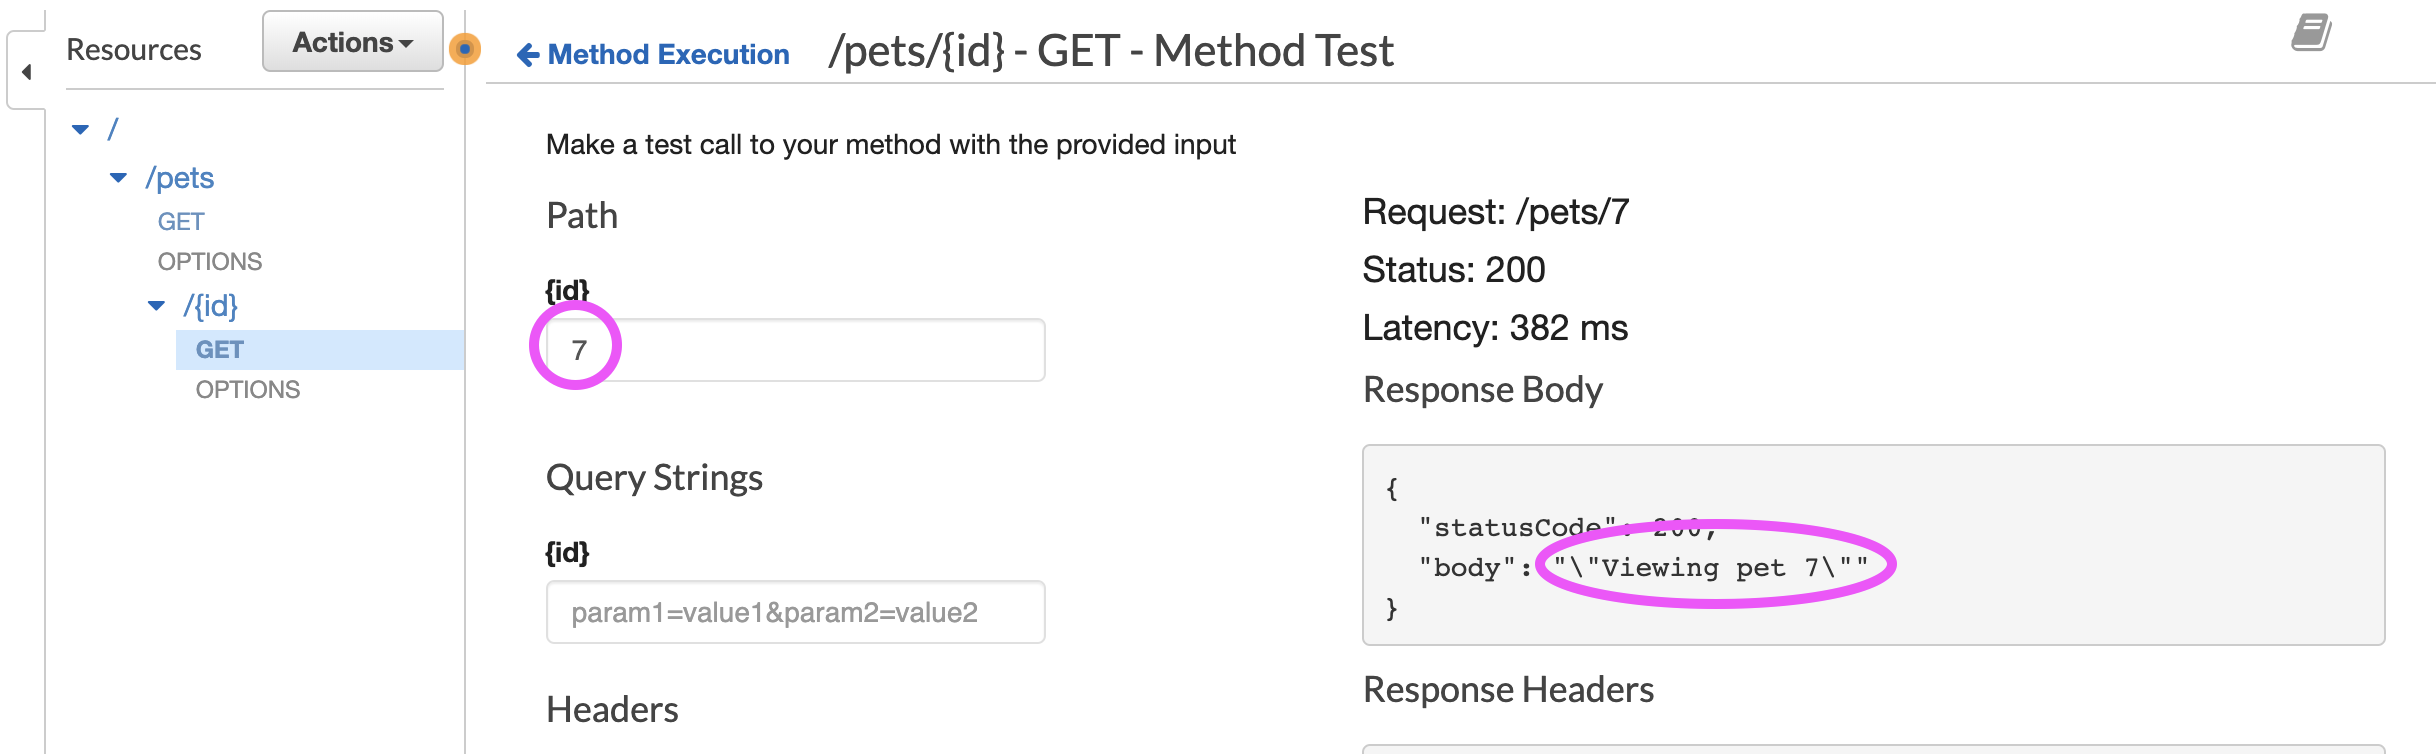 Resources
Actions
/
/pets
GET
OPTIONS
/{id}
GET
OPTIONS
Method Execution
/pets/{id} - GET - Method Test
Make a test call to your method with the provided input
Path
{id}
7
Query Strings
{id}
param1=value1&param2=value2
Headers
Request: /pets/7
Status: 200
Latency: 382 ms
Response Body
{
"statusCode": 200,
"body": "\"Viewing pet 7\""
}
Response Headers